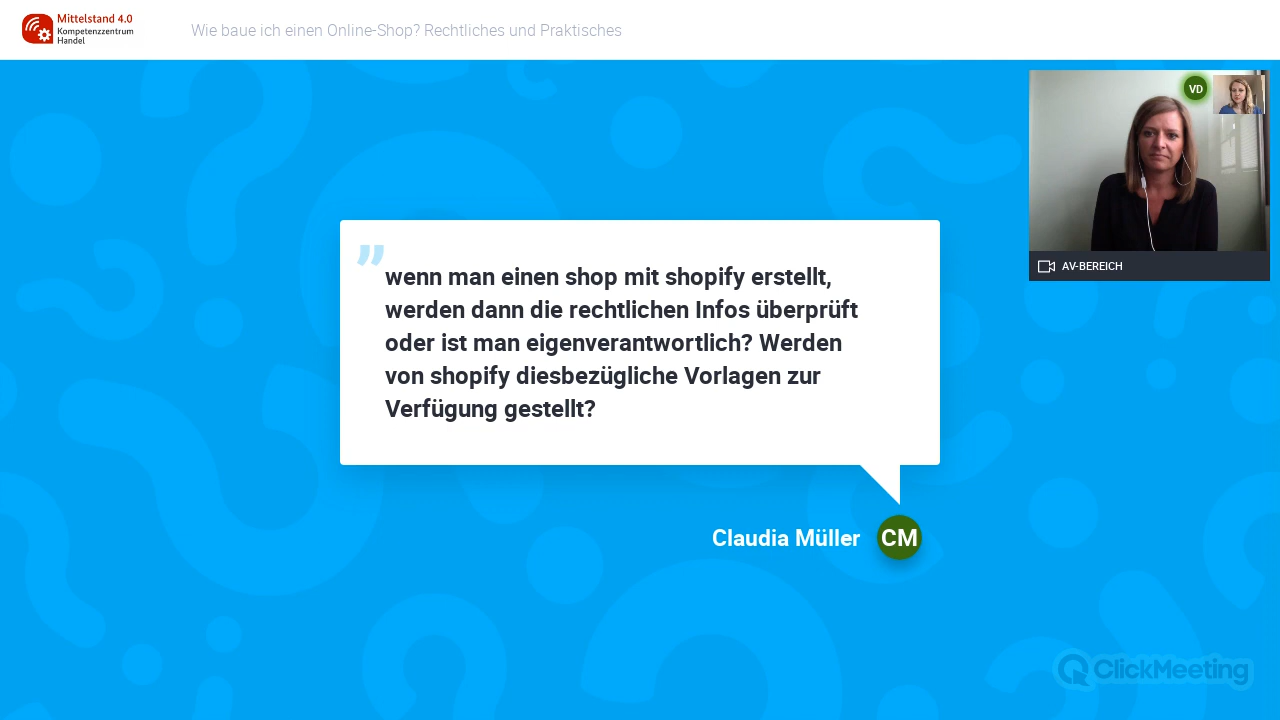 Mittelstand 4.0
Kompetenzzentrum
Handel
Wie baue ich einen Online-Shop? Rechtliches und Praktisches
VD
AV-BEREICH
”
wenn man einen shop mit shopify erstellt,
werden dann die rechtlichen Infos überprüft
oder ist man eigenverantwortlich? Werden
von shopify diesbezügliche Vorlagen zur
Verfügung gestellt?
Claudia Müller CM
ClickMeeting